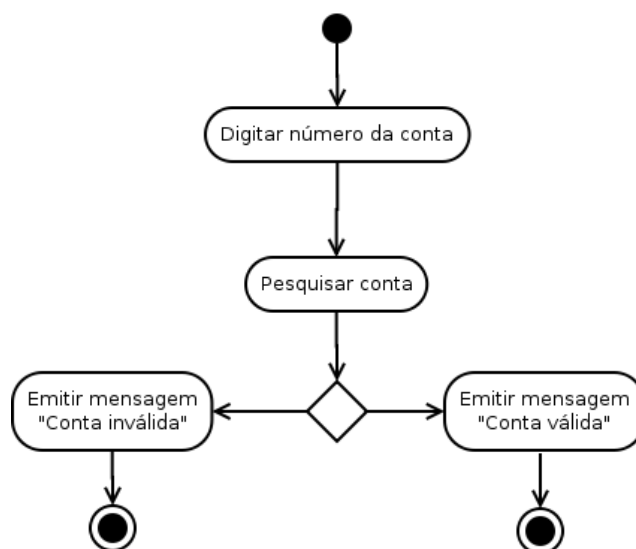 Digitar número da conta
Pesquisar conta
Emitir mensagem
"Conta inválida"
Emitir mensagem
"Conta válida"